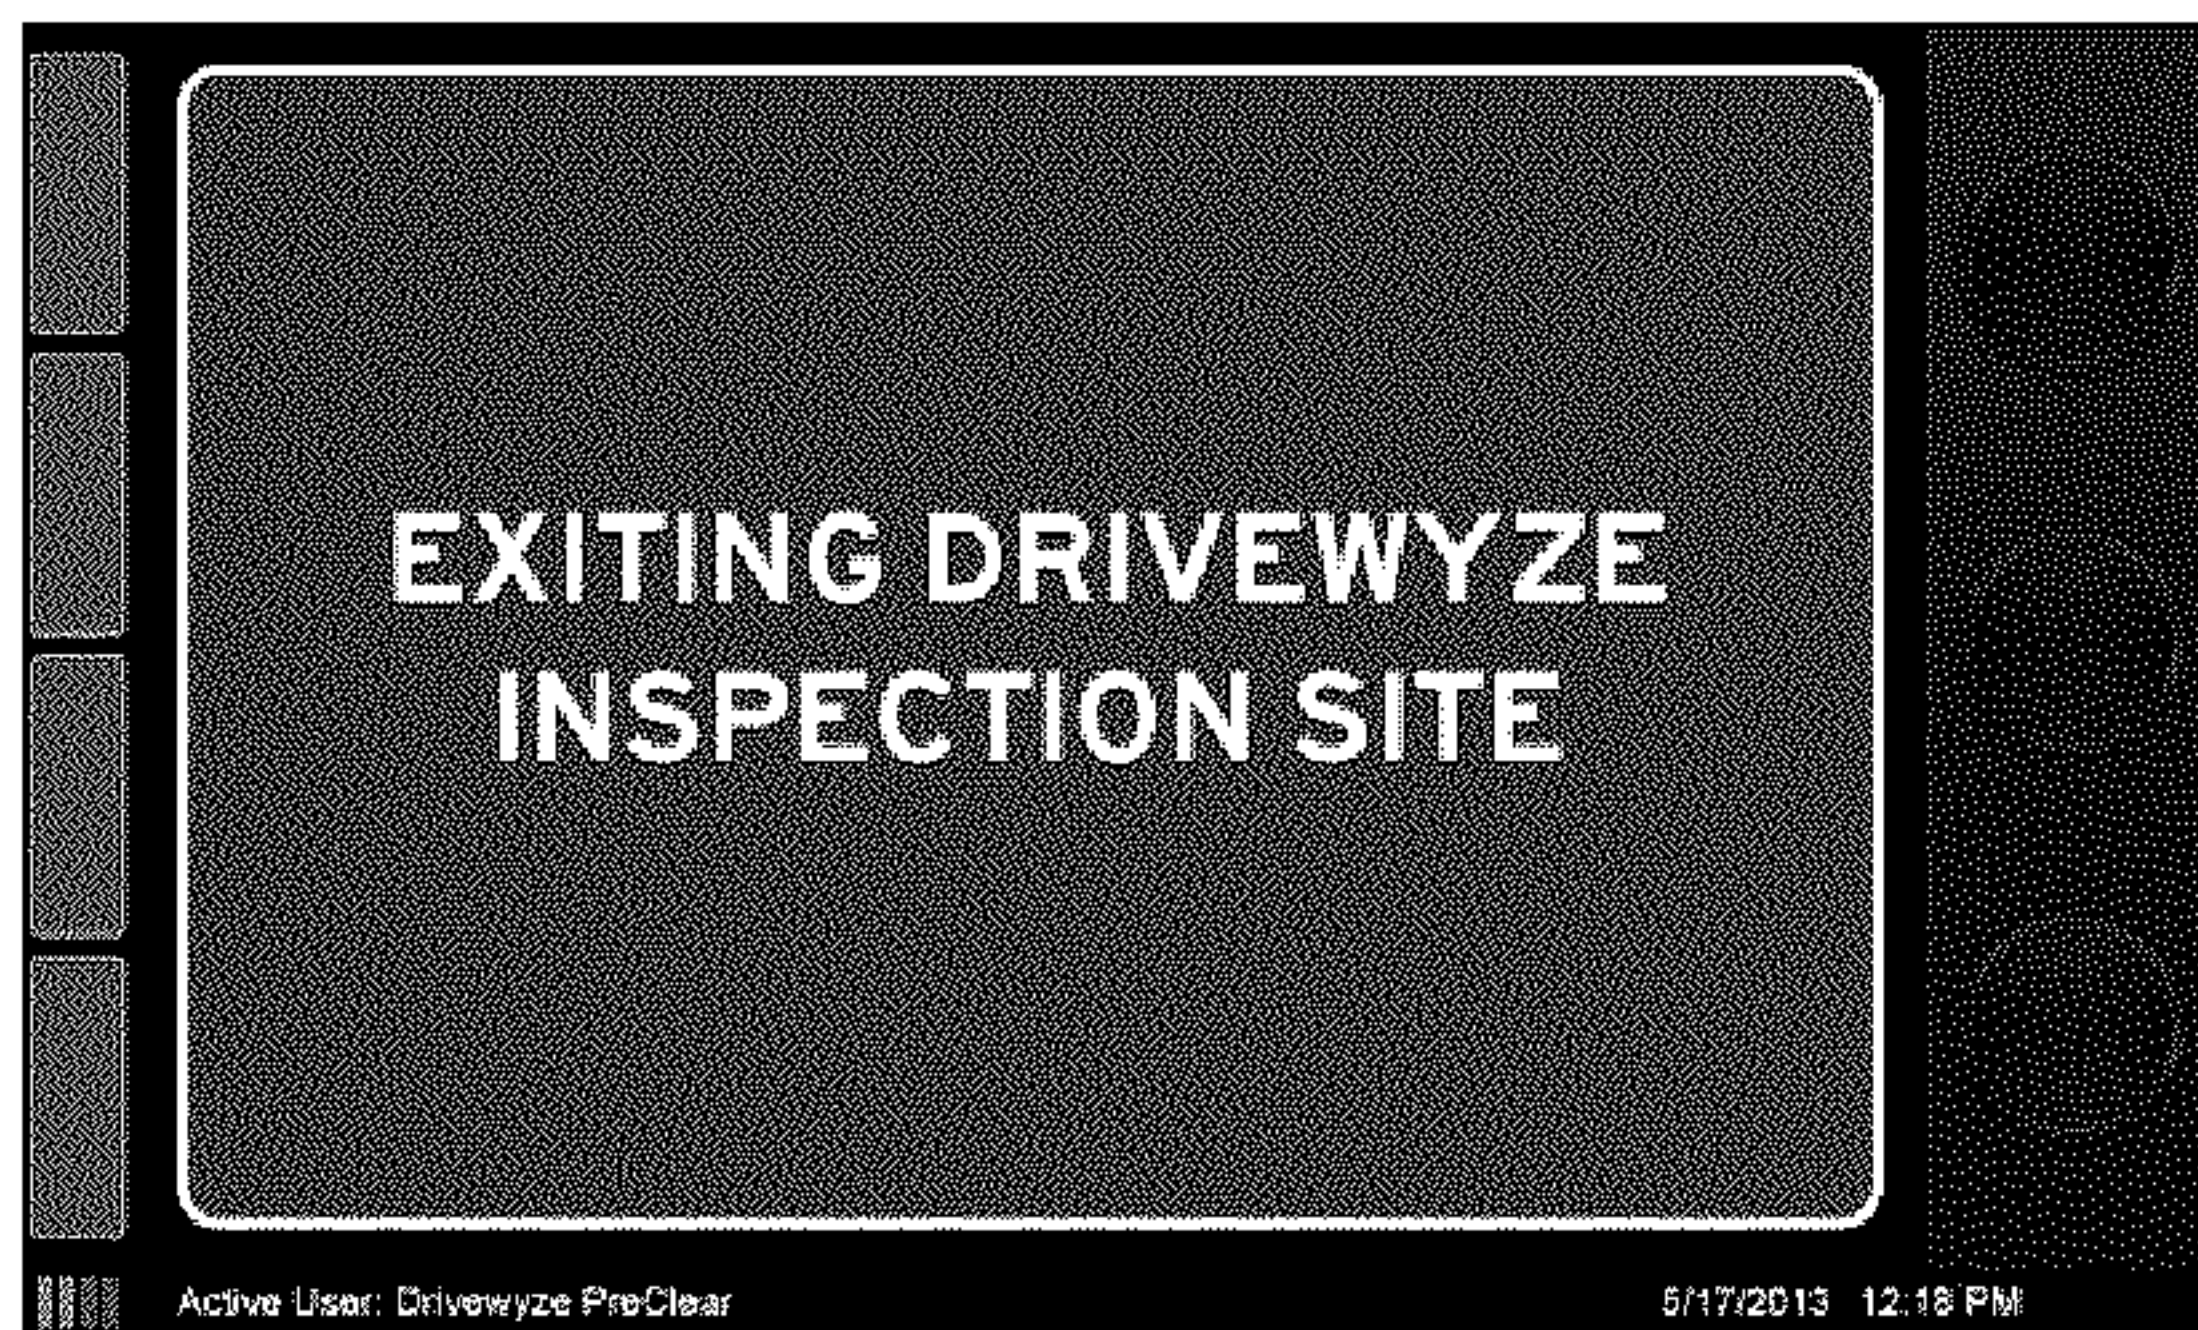 EXITING DRIVEWYZE
INSPECTION SITE
Active User: Drivewyze PreClear
5/17/2013 12:18 PM